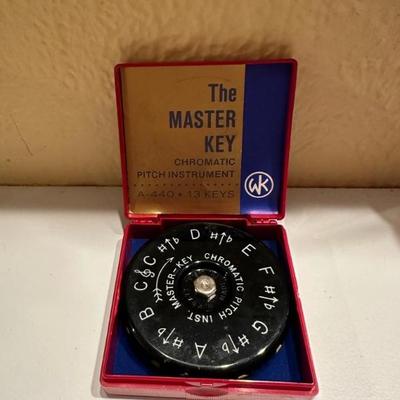 The
MASTER
KEY
CHROMATIC
PITCH INSTRUMENT
A-440 • 13 KEYS
WK
MASTER-KEY CHROMATIC PITCH INST.
C C #↑b D #↑b E F #↑b G #↑b A #↑b B